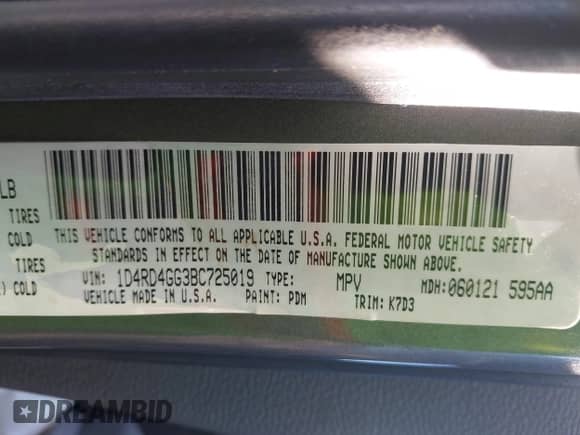 LB
TIRES
COLD
TIRES
) COLD
THIS VEHICLE CONFORMS TO ALL APPLICABLE U.S.A. FEDERAL MOTOR VEHICLE SAFETY
STANDARDS IN EFFECT ON THE DATE OF MANUFACTURE SHOWN ABOVE.
VIN: 1D4RD4GG3BC725019 TYPE: MPV MDH: 060121 595AA
VEHICLE MADE IN U.S.A. PAINT: PDM TRIM: K7D3
DREAMBID